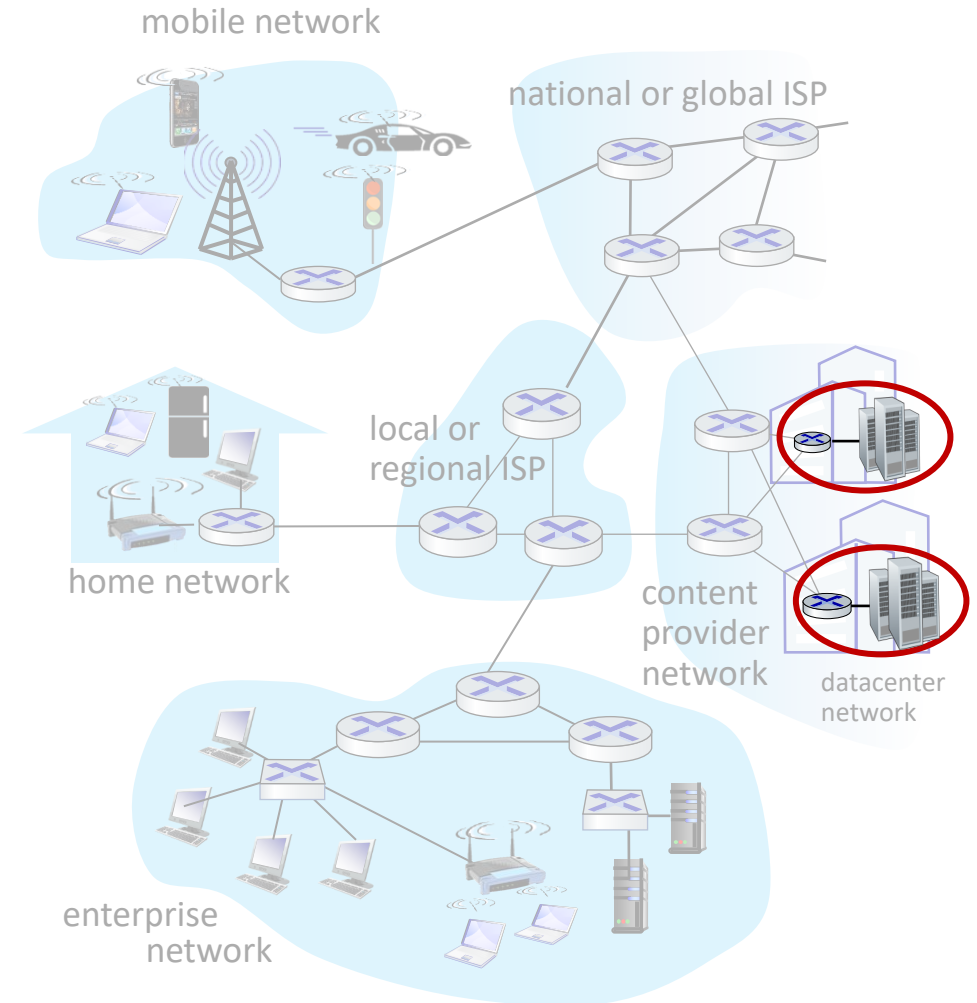 mobile network
national or global ISP
local or
regional ISP
home network
content
provider
network
datacenter
network
enterprise
network